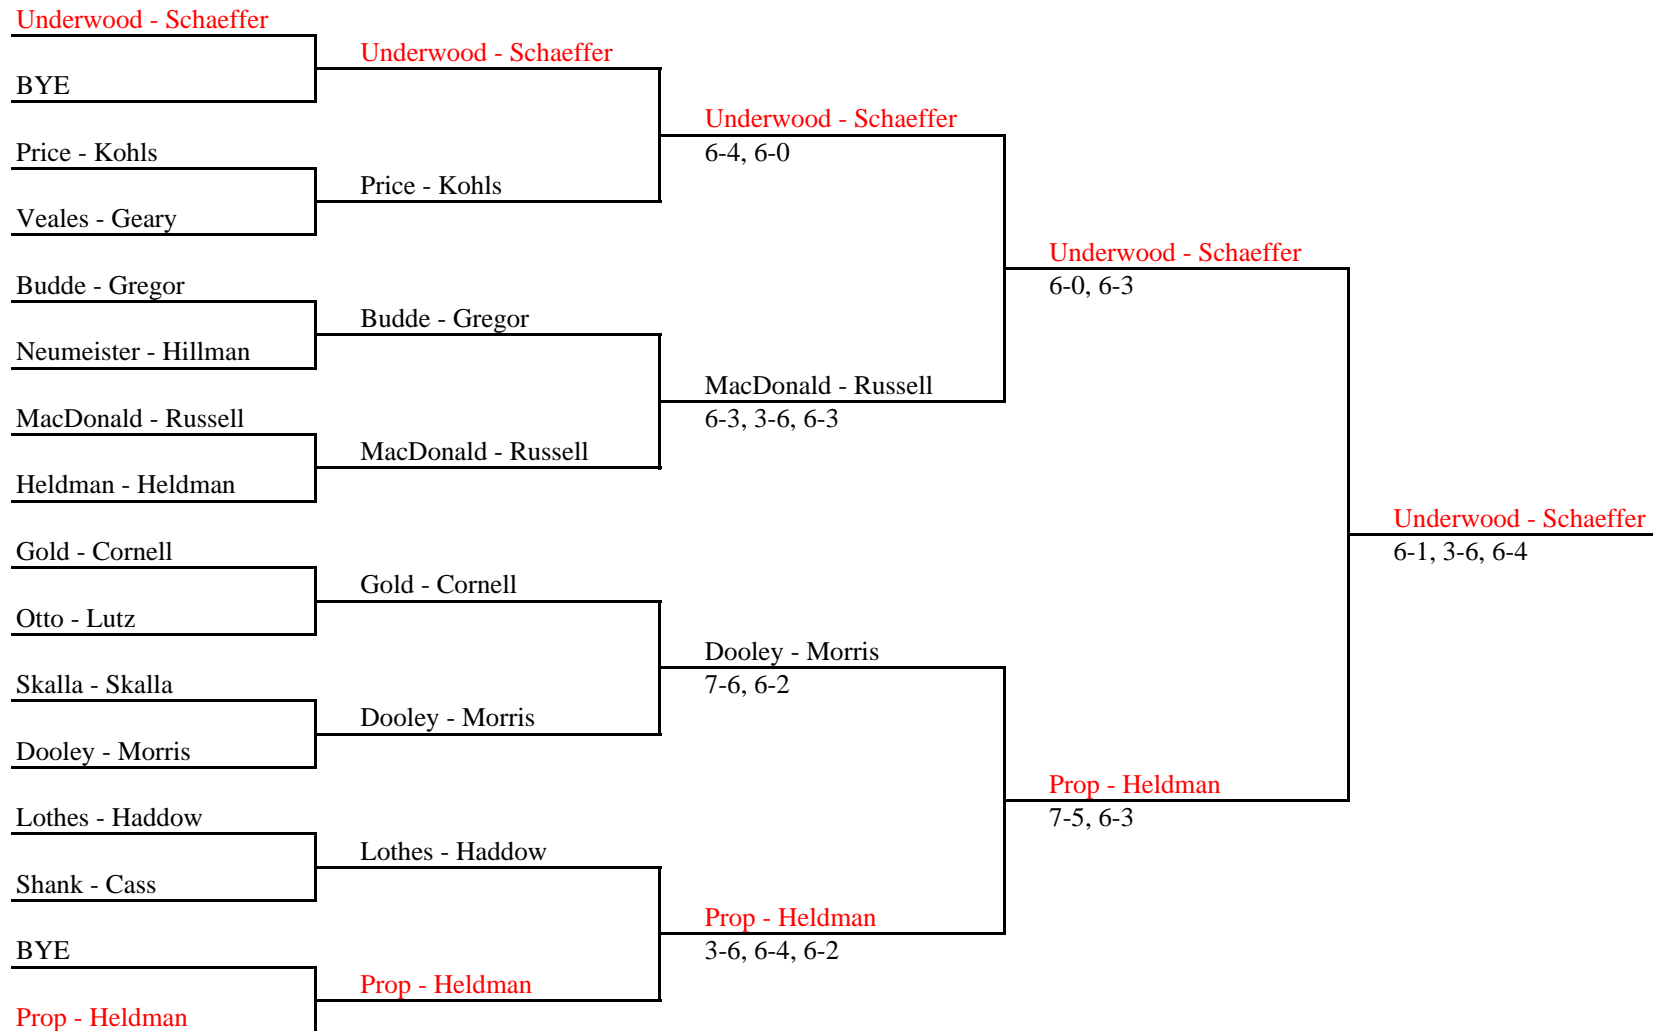 Underwood - Schaeffer
BYE
Price - Kohls
Veales - Geary
Budde - Gregor
Neumeister - Hillman
MacDonald - Russell
Heldman - Heldman
Gold - Cornell
Otto - Lutz
Skalla - Skalla
Dooley - Morris
Lothes - Haddow
Shank - Cass
BYE
Prop - Heldman
Underwood - Schaeffer
Price - Kohls
Budde - Gregor
MacDonald - Russell
Gold - Cornell
Dooley - Morris
Lothes - Haddow
Prop - Heldman
Underwood - Schaeffer
6-4, 6-0
MacDonald - Russell
6-3, 3-6, 6-3
Dooley - Morris
7-6, 6-2
Prop - Heldman
3-6, 6-4, 6-2
Underwood - Schaeffer
6-0, 6-3
Prop - Heldman
7-5, 6-3
Underwood - Schaeffer
6-1, 3-6, 6-4